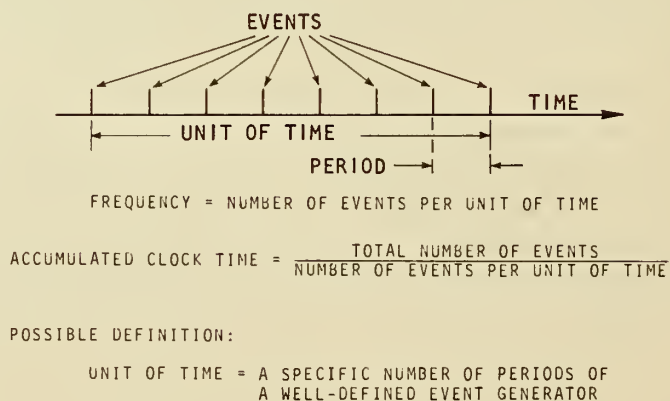 EVENTS
TIME
UNIT OF TIME
PERIOD
FREQUENCY = NUMBER OF EVENTS PER UNIT OF TIME
ACCUMULATED CLOCK TIME = TOTAL NUMBER OF EVENTS
NUMBER OF EVENTS PER UNIT OF TIME
POSSIBLE DEFINITION:
UNIT OF TIME = A SPECIFIC NUMBER OF PERIODS OF
A WELL-DEFINED EVENT GENERATOR